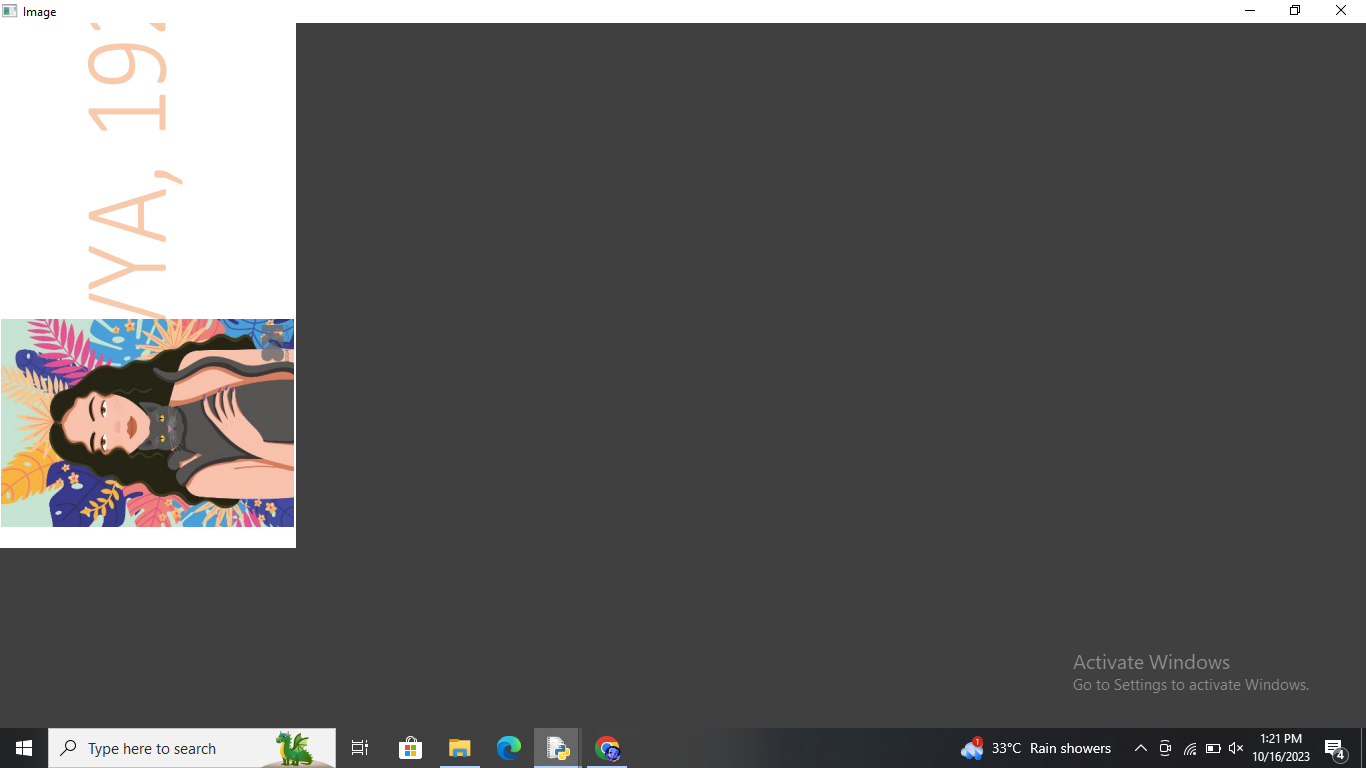 Image
YA, 19
Activate Windows
Go to Settings to activate Windows.
Type here to search
1
33°C Rain showers
1:21 PM
10/16/2023
4